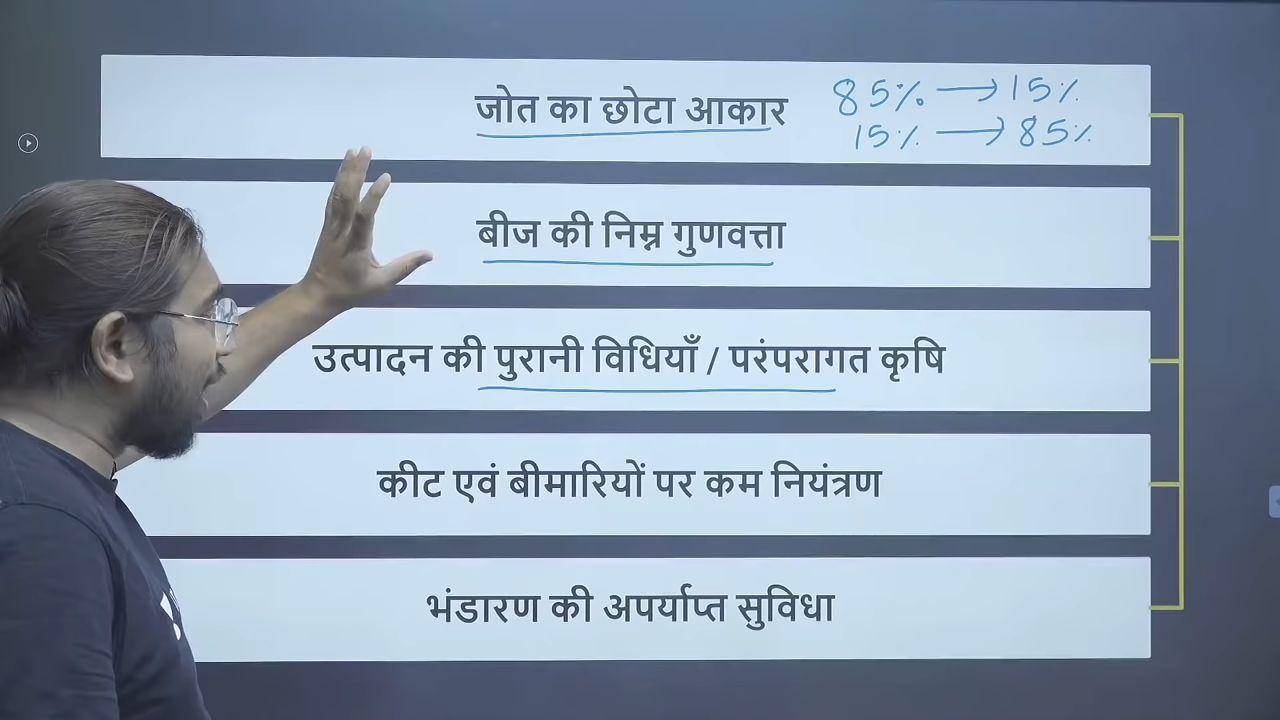 जोत का छोटा आकार 85% → 15%
15% → 85%
बीज की निम्न गुणवत्ता
उत्पादन की पुरानी विधियाँ / परंपरागत कृषि
कीट एवं बीमारियों पर कम नियंत्रण
भंडारण की अपर्याप्त सुविधा